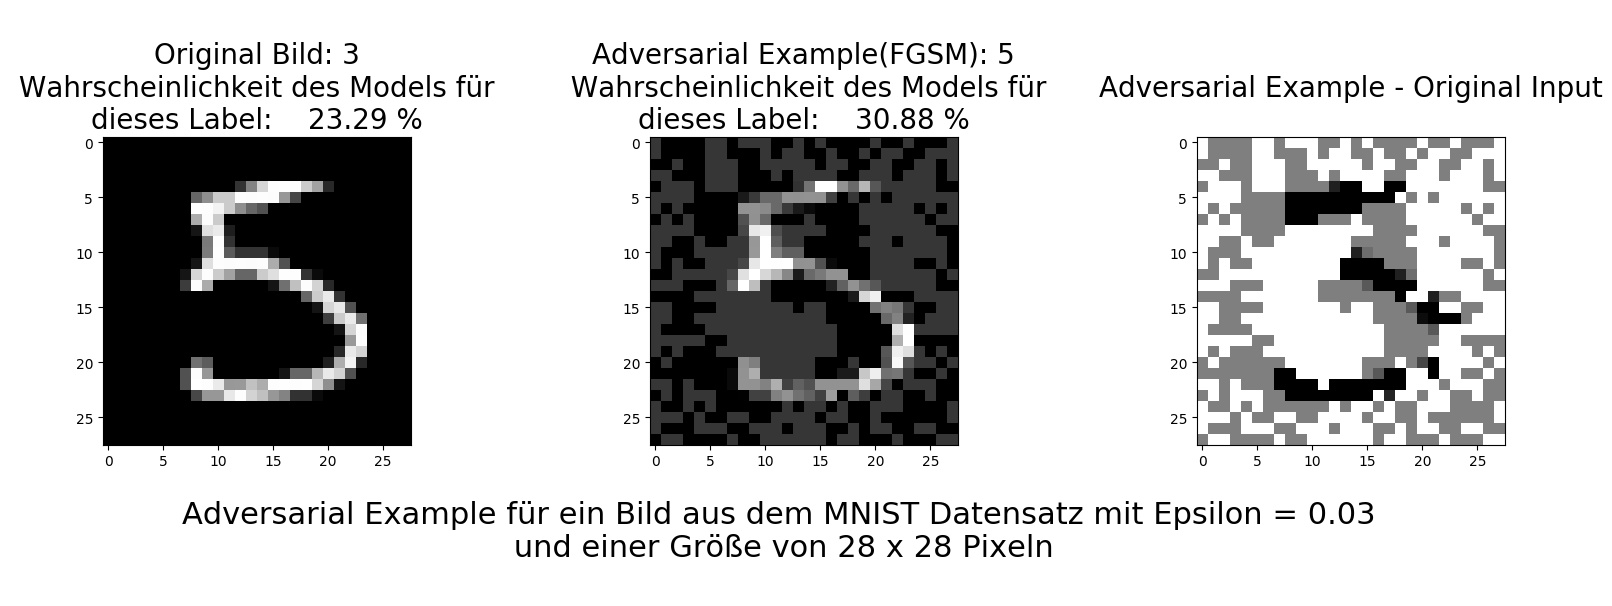 Original Bild: 3
Wahrscheinlichkeit des Models für
dieses Label:    23.29 %
Adversarial Example(FGSM): 5
Wahrscheinlichkeit des Models für
dieses Label:    30.88 %
Adversarial Example - Original Input
0
5
10
15
20
25
0 5 10 15 20 25
0
5
10
15
20
25
0 5 10 15 20 25
0
5
10
15
20
25
0 5 10 15 20 25
Adversarial Example für ein Bild aus dem MNIST Datensatz mit Epsilon = 0.03
und einer Größe von 28 x 28 Pixeln